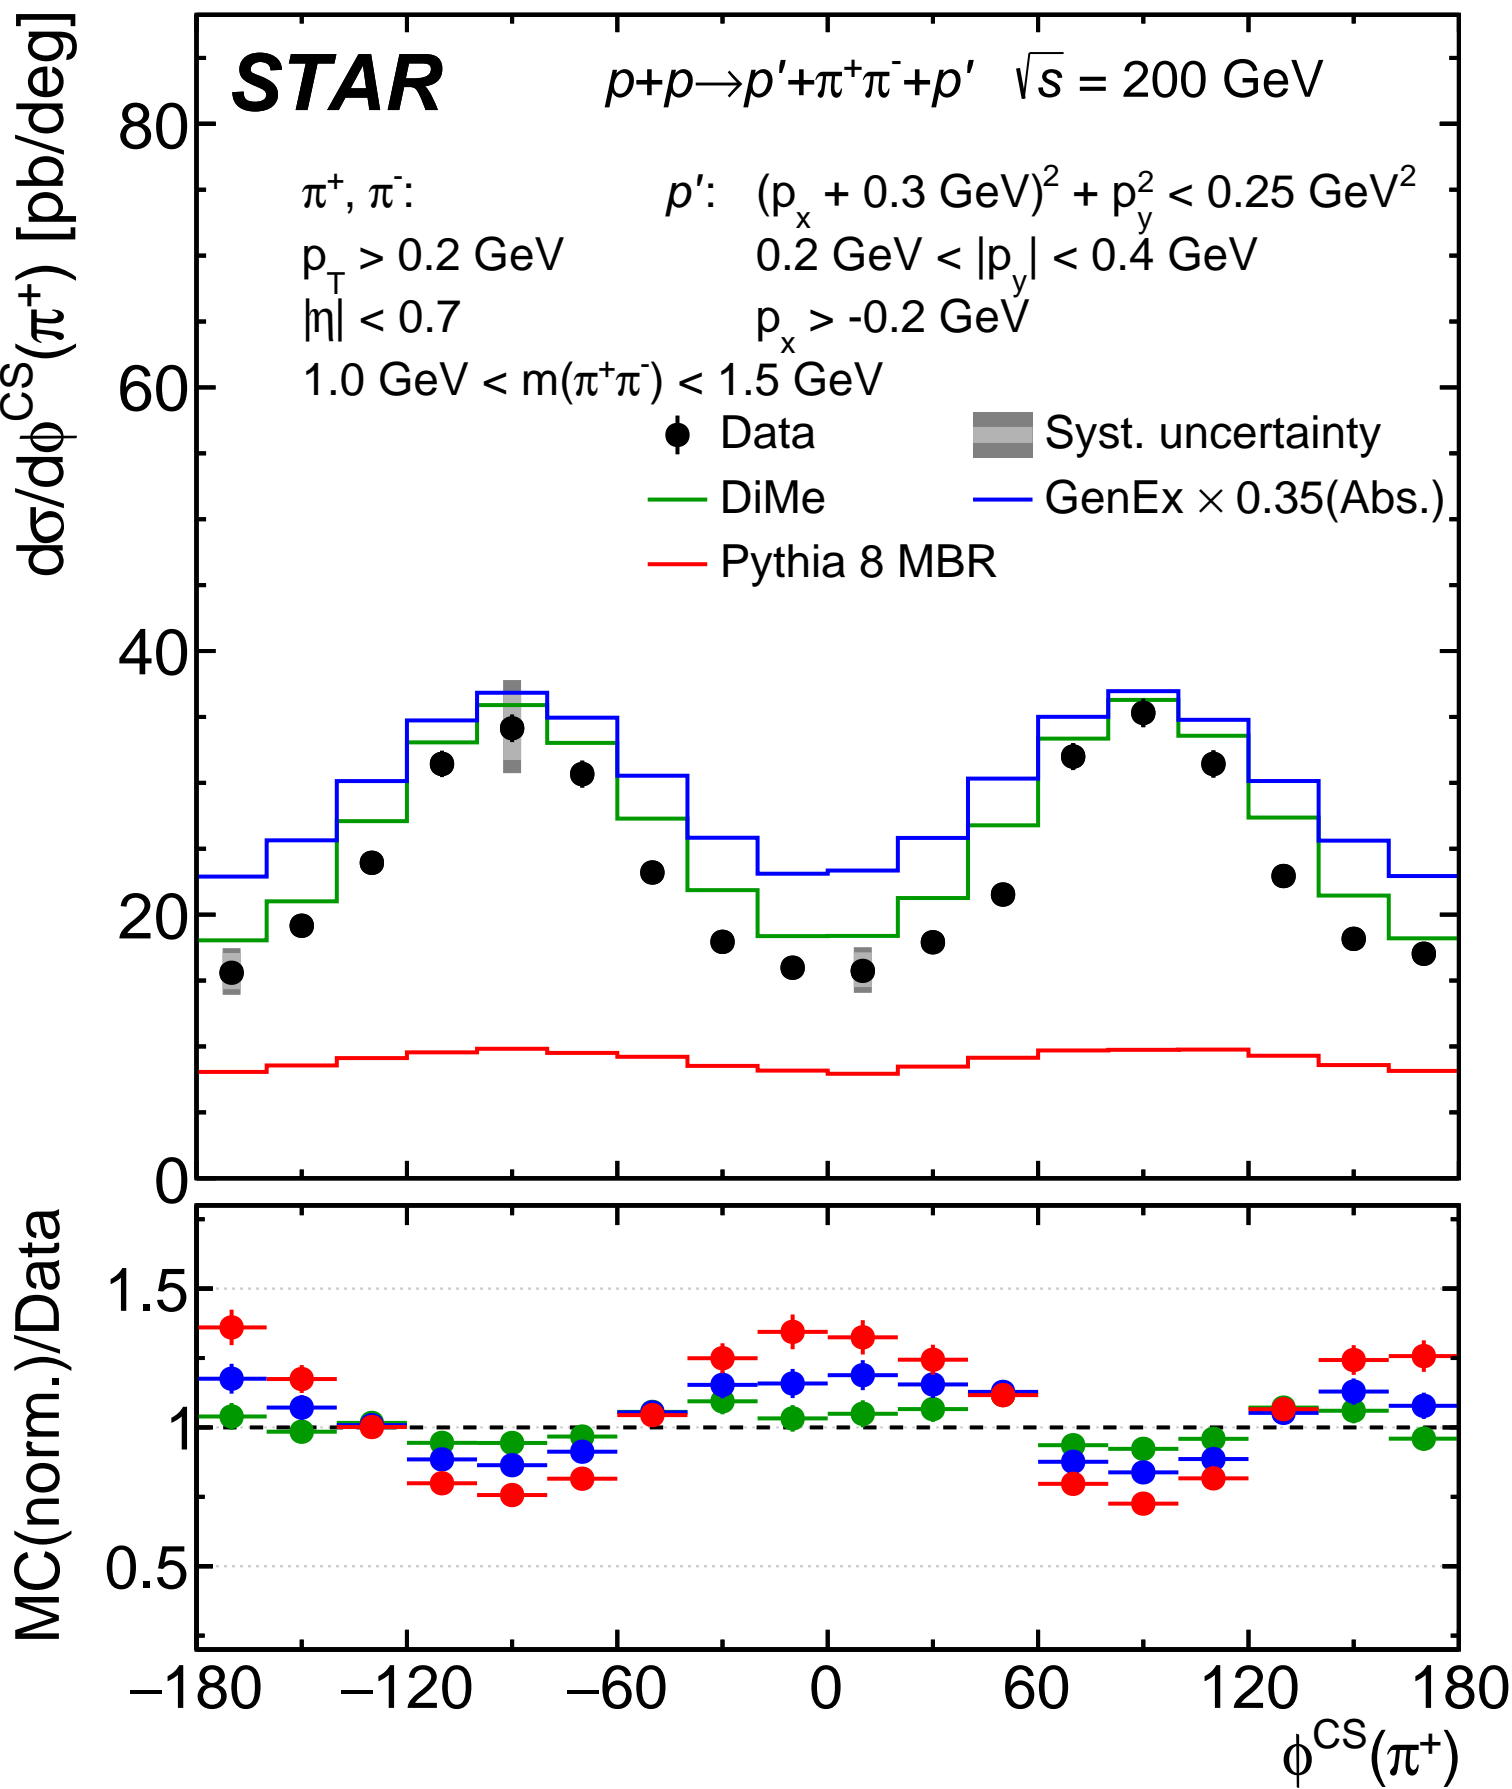 STAR p+p→p′+π⁺π⁻+p′ √s = 200 GeV
π⁺, π⁻: p′: (pₓ + 0.3 GeV)² + p_y² < 0.25 GeV²
p_T > 0.2 GeV 0.2 GeV < |p_y| < 0.4 GeV
|η| < 0.7 pₓ > -0.2 GeV
1.0 GeV < m(π⁺π⁻) < 1.5 GeV
Data Syst. uncertainty
DiMe GenEx × 0.35(Abs.)
Pythia 8 MBR
dσ/dϕ^CS(π⁺) [pb/deg]
80
60
40
20
0
MC(norm.)/Data
1.5
1
0.5
−180 −120 −60 0 60 120 180
ϕ^CS(π⁺)